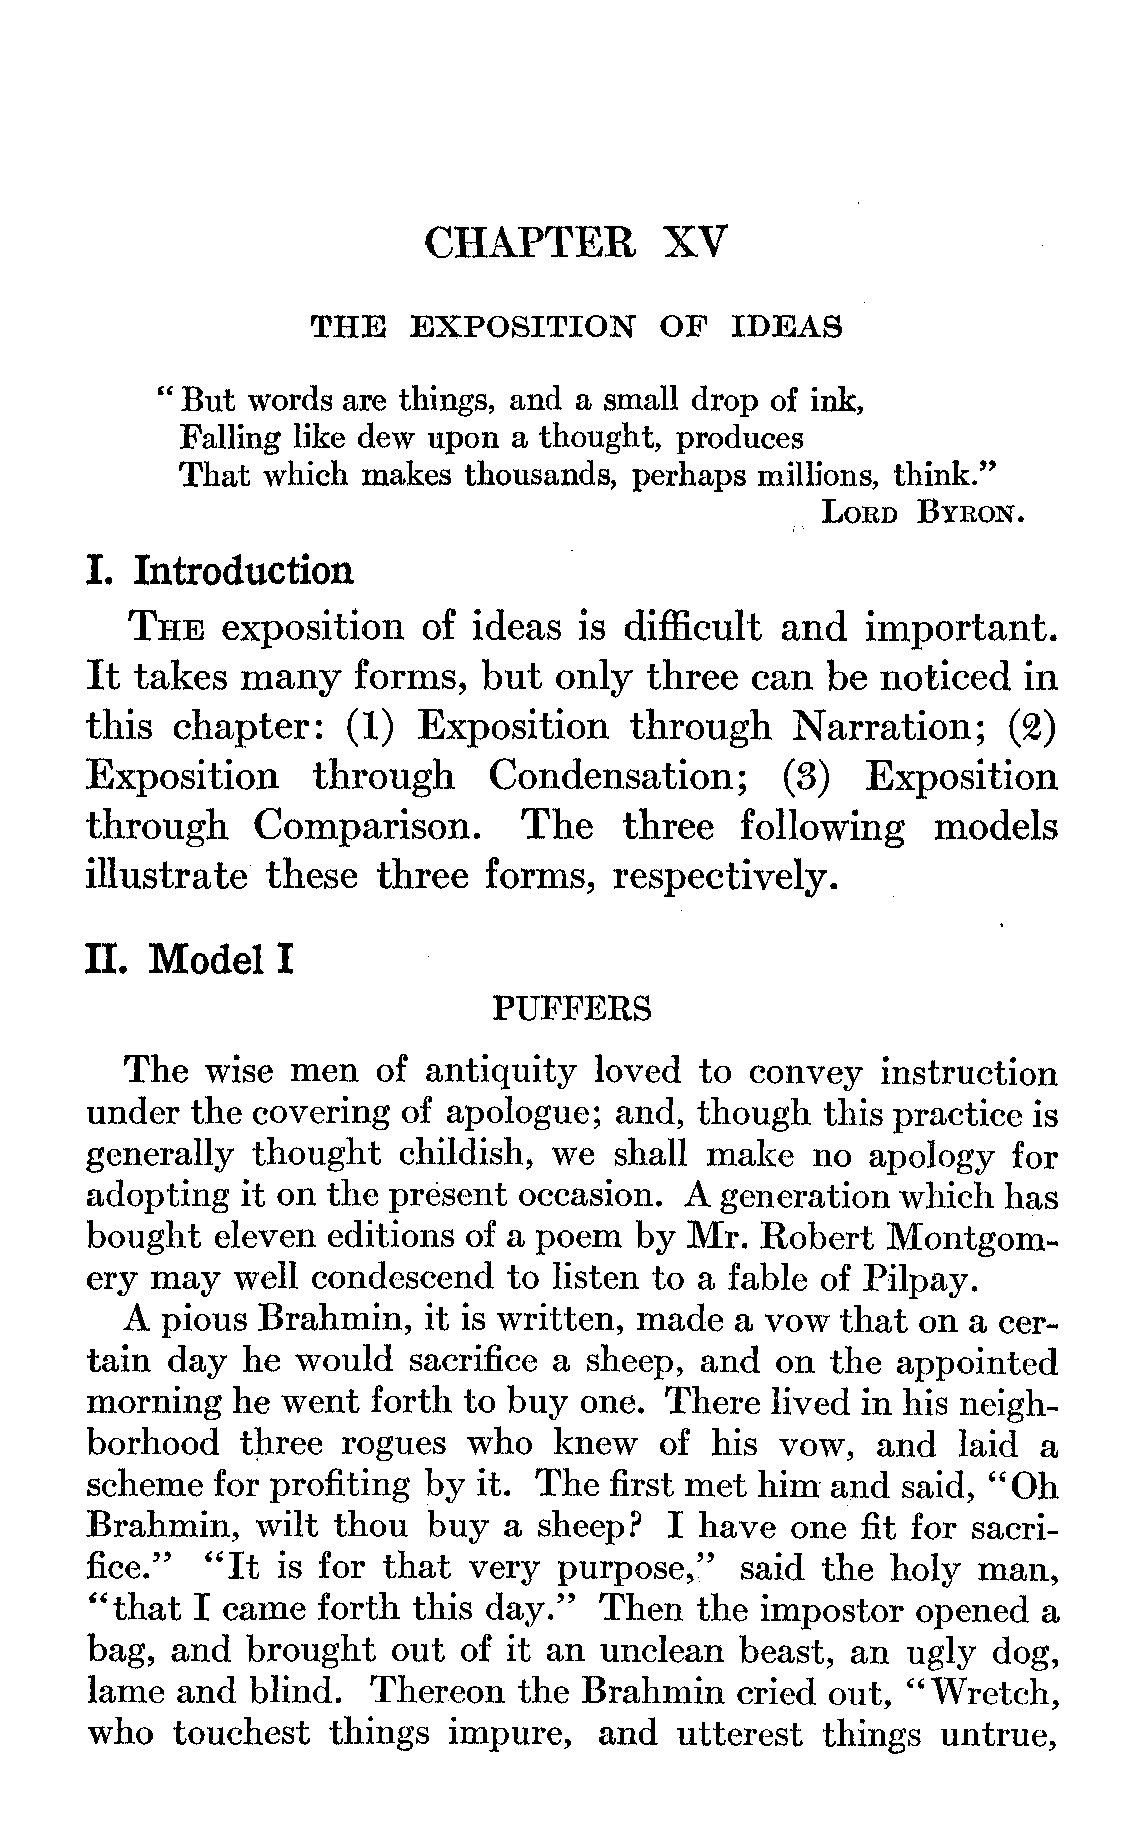 CHAPTER XV
THE EXPOSITION OF IDEAS
“But words are things, and a small drop of ink,
Falling like dew upon a thought, produces
That which makes thousands, perhaps millions, think.”
LORD BYRON.
I. Introduction
THE exposition of ideas is difficult and important.
It takes many forms, but only three can be noticed in
this chapter: (1) Exposition through Narration; (2)
Exposition through Condensation; (3) Exposition
through Comparison. The three following models
illustrate these three forms, respectively.
II. Model I
PUFFERS
The wise men of antiquity loved to convey instruction
under the covering of apologue; and, though this practice is
generally thought childish, we shall make no apology for
adopting it on the present occasion. A generation which has
bought eleven editions of a poem by Mr. Robert Montgom-
ery may well condescend to listen to a fable of Pilpay.
A pious Brahmin, it is written, made a vow that on a cer-
tain day he would sacrifice a sheep, and on the appointed
morning he went forth to buy one. There lived in his neigh-
borhood three rogues who knew of his vow, and laid a
scheme for profiting by it. The first met him and said, “Oh
Brahmin, wilt thou buy a sheep? I have one fit for sacri-
fice.” “It is for that very purpose,” said the holy man,
“that I came forth this day.” Then the impostor opened a
bag, and brought out of it an unclean beast, an ugly dog,
lame and blind. Thereon the Brahmin cried out, “Wretch,
who touchest things impure, and utterest things untrue,